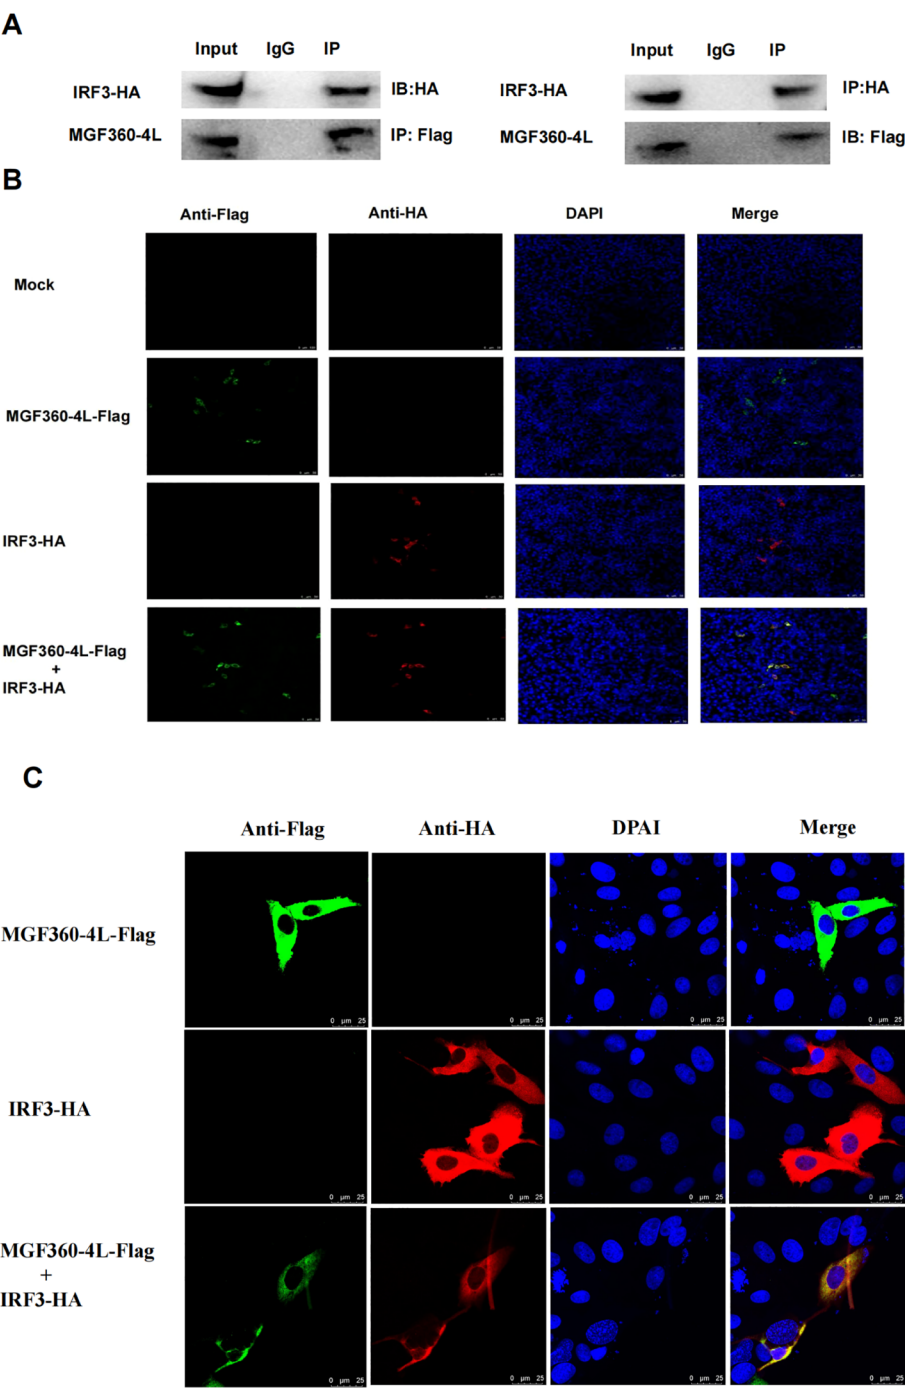 A
Input IgG IP
IRF3-HA IB:HA
MGF360-4L IP: Flag
Input IgG IP
IRF3-HA IP:HA
MGF360-4L IB: Flag
B
Anti-Flag Anti-HA DAPI Merge
Mock
MGF360-4L-Flag
IRF3-HA
MGF360-4L-Flag
+
IRF3-HA
C
Anti-Flag Anti-HA DPAI Merge
MGF360-4L-Flag
0 µm 25 0 µm 25 0 µm 25 0 µm 25
IRF3-HA
0 µm 25 0 µm 25 0 µm 25 0 µm 25
MGF360-4L-Flag
+
IRF3-HA
0 µm 25 0 µm 25 0 µm 25 0 µm 25